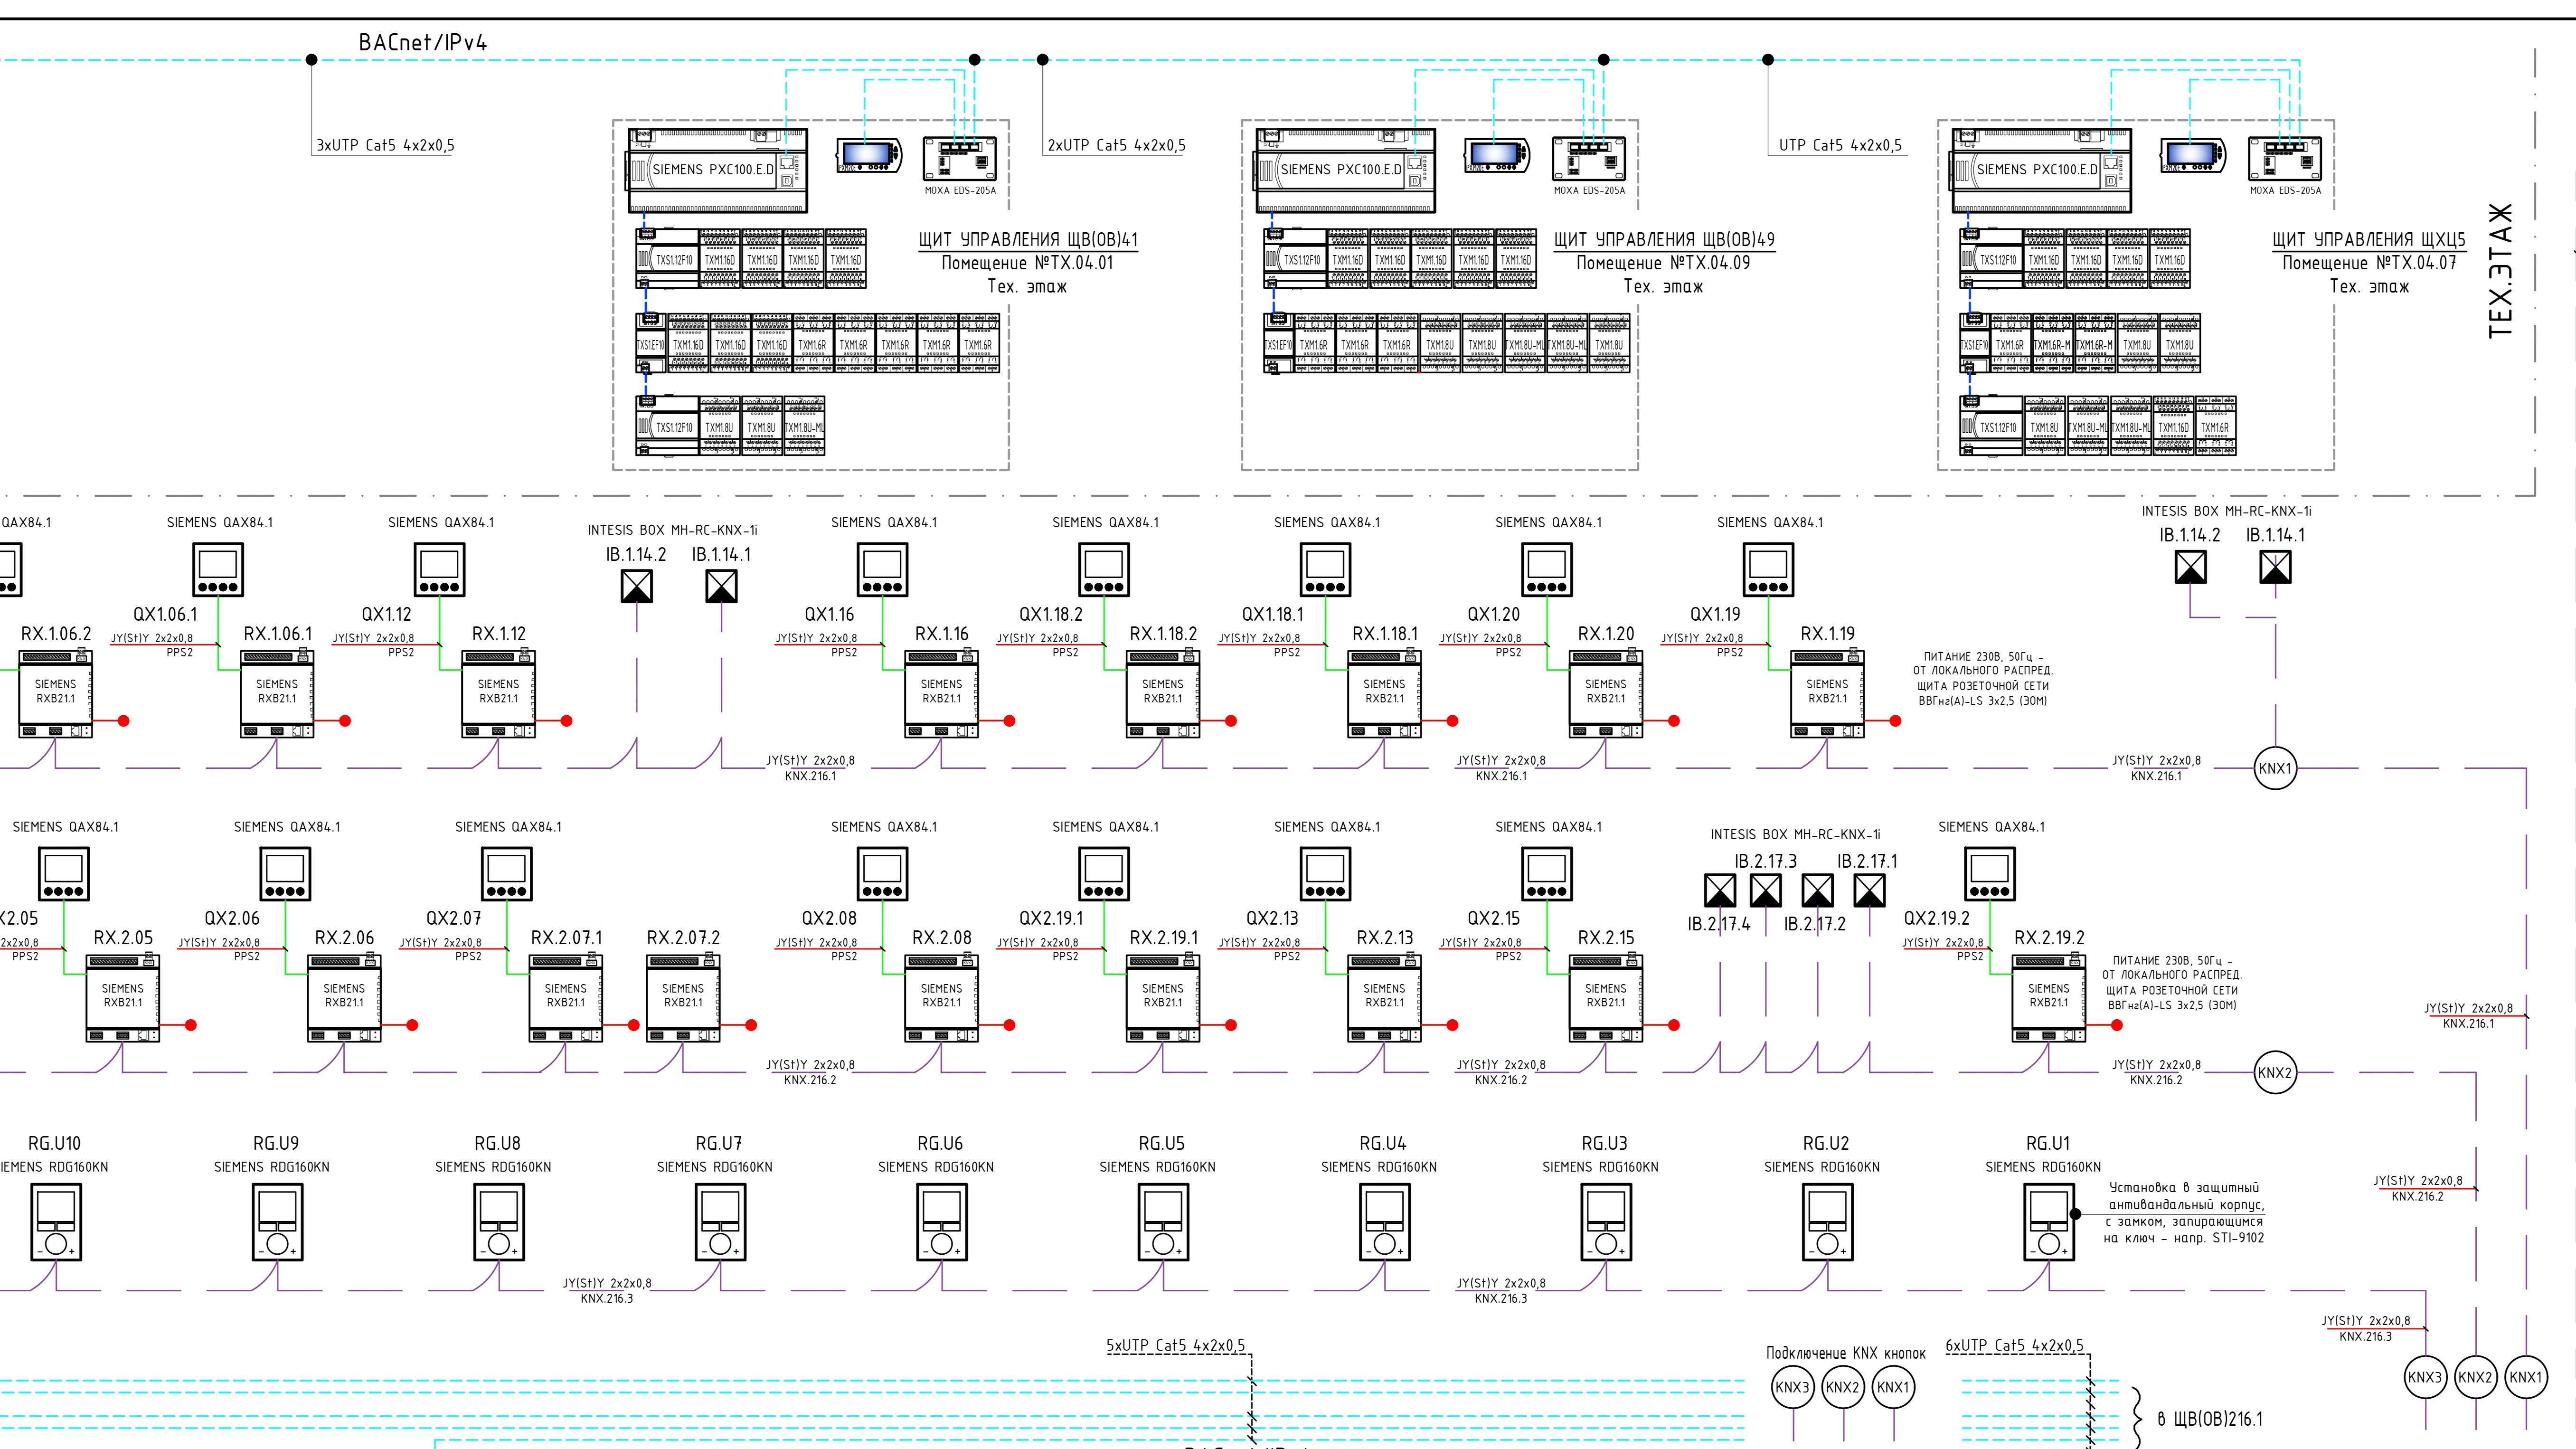 BACnet/IPv4
3xUTP Cat5 4x2x0,5
2xUTP Cat5 4x2x0,5
UTP Cat5 4x2x0,5
SIEMENS PXC100.E.D
MOXA EDS-205A
TXS1.12F10 TXM1.16D TXM1.16D TXM1.16D TXM1.16D
TXS1.EF10 TXM1.16D TXM1.16D TXM1.16D TXM1.6R TXM1.6R TXM1.6R TXM1.6R TXM1.6R
TXS1.12F10 TXM1.8U TXM1.8U TXM1.8U-ML
ЩИТ УПРАВЛЕНИЯ ЩВ(ОВ)41
Помещение №ТХ.04.01
Тех. этаж
SIEMENS PXC100.E.D
MOXA EDS-205A
TXS1.12F10 TXM1.16D TXM1.16D TXM1.16D TXM1.16D TXM1.16D
TXS1.EF10 TXM1.6R TXM1.6R TXM1.6R TXM1.8U TXM1.8U TXM1.8U-ML TXM1.8U-ML TXM1.8U
ЩИТ УПРАВЛЕНИЯ ЩВ(ОВ)49
Помещение №ТХ.04.09
Тех. этаж
SIEMENS PXC100.E.D
MOXA EDS-205A
TXS1.12F10 TXM1.16D TXM1.16D TXM1.16D TXM1.16D
TXS1.EF10 TXM1.6R TXM1.6R-M TXM1.6R-M TXM1.8U TXM1.8U
TXS1.12F10 TXM1.8U TXM1.8U-ML TXM1.8U-ML TXM1.16D TXM1.6R
ЩИТ УПРАВЛЕНИЯ ЩХЦ5
Помещение №ТХ.04.07
Тех. этаж
ТЕХ.ЭТАЖ
QAX84.1 SIEMENS QAX84.1 SIEMENS QAX84.1 INTESIS BOX MH-RC-KNX-1i SIEMENS QAX84.1 SIEMENS QAX84.1 SIEMENS QAX84.1 SIEMENS QAX84.1 SIEMENS QAX84.1 INTESIS BOX MH-RC-KNX-1i
IB.1.14.2 IB.1.14.1 IB.1.14.2 IB.1.14.1
QX1.06.1 QX1.12 QX1.16 QX1.18.2 QX1.18.1 QX1.20 QX1.19
RX.1.06.2 RX.1.06.1 RX.1.12 RX.1.16 RX.1.18.2 RX.1.18.1 RX.1.20 RX.1.19
JY(St)Y 2x2x0,8 JY(St)Y 2x2x0,8 JY(St)Y 2x2x0,8 JY(St)Y 2x2x0,8 JY(St)Y 2x2x0,8 JY(St)Y 2x2x0,8 JY(St)Y 2x2x0,8
PPS2 PPS2 PPS2 PPS2 PPS2 PPS2 PPS2
SIEMENS SIEMENS SIEMENS SIEMENS SIEMENS SIEMENS SIEMENS SIEMENS
RXB21.1 RXB21.1 RXB21.1 RXB21.1 RXB21.1 RXB21.1 RXB21.1 RXB21.1
ПИТАНИЕ 230В, 50Гц -
ОТ ЛОКАЛЬНОГО РАСПРЕД.
ЩИТА РОЗЕТОЧНОЙ СЕТИ
ВВГнг(А)-LS 3х2,5 (ЭОМ)
JY(St)Y 2x2x0,8 JY(St)Y 2x2x0,8 JY(St)Y 2x2x0,8
KNX.216.1 KNX.216.1 KNX.216.1
KNX1
SIEMENS QAX84.1 SIEMENS QAX84.1 SIEMENS QAX84.1 SIEMENS QAX84.1 SIEMENS QAX84.1 SIEMENS QAX84.1 SIEMENS QAX84.1 INTESIS BOX MH-RC-KNX-1i SIEMENS QAX84.1
IB.2.17.3 IB.2.17.1
IB.2.17.4 IB.2.17.2
X2.05 QX2.06 QX2.07 QX2.08 QX2.19.1 QX2.13 QX2.15 QX2.19.2
RX.2.05 RX.2.06 RX.2.07.1 RX.2.07.2 RX.2.08 RX.2.19.1 RX.2.13 RX.2.15 RX.2.19.2
2x2x0,8 JY(St)Y 2x2x0,8 JY(St)Y 2x2x0,8 JY(St)Y 2x2x0,8 JY(St)Y 2x2x0,8 JY(St)Y 2x2x0,8 JY(St)Y 2x2x0,8 JY(St)Y 2x2x0,8
PPS2 PPS2 PPS2 PPS2 PPS2 PPS2 PPS2 PPS2
SIEMENS SIEMENS SIEMENS SIEMENS SIEMENS SIEMENS SIEMENS SIEMENS SIEMENS
RXB21.1 RXB21.1 RXB21.1 RXB21.1 RXB21.1 RXB21.1 RXB21.1 RXB21.1 RXB21.1
ПИТАНИЕ 230В, 50Гц -
ОТ ЛОКАЛЬНОГО РАСПРЕД.
ЩИТА РОЗЕТОЧНОЙ СЕТИ
ВВГнг(А)-LS 3х2,5 (ЭОМ)
JY(St)Y 2x2x0,8
KNX.216.1
JY(St)Y 2x2x0,8 JY(St)Y 2x2x0,8 JY(St)Y 2x2x0,8
KNX.216.2 KNX.216.2 KNX.216.2
KNX2
RG.U10 RG.U9 RG.U8 RG.U7 RG.U6 RG.U5 RG.U4 RG.U3 RG.U2 RG.U1
IEMENS RDG160KN SIEMENS RDG160KN SIEMENS RDG160KN SIEMENS RDG160KN SIEMENS RDG160KN SIEMENS RDG160KN SIEMENS RDG160KN SIEMENS RDG160KN SIEMENS RDG160KN SIEMENS RDG160KN
Установка в защитный
антивандальный корпус,
с замком, запирающимся
на ключ - напр. STI-9102
JY(St)Y 2x2x0,8
KNX.216.2
JY(St)Y 2x2x0,8 JY(St)Y 2x2x0,8
KNX.216.3 KNX.216.3
JY(St)Y 2x2x0,8
KNX.216.3
5xUTP Cat5 4x2x0,5
Подключение KNX кнопок
6xUTP Cat5 4x2x0,5
KNX3 KNX2 KNX1
KNX3 KNX2 KNX1
в ЩВ(ОВ)216.1